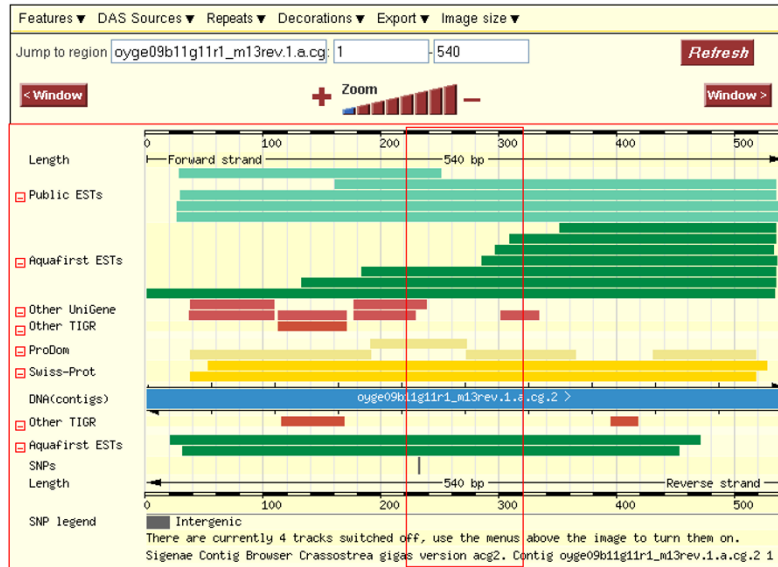 Features ▼ DAS Sources ▼ Repeats ▼ Decorations ▼ Export ▼ Image size ▼
Jump to region oyge09b11g11r1_m13rev.1.a.cg: 1 -540 Refresh
< Window + Zoom − Window >
0 100 200 300 400 500
Length Forward strand 540 bp
Public ESTs
Aquafirst ESTs
Other UniGene
Other TIGR
ProDom
Swiss-Prot
DNA(contigs) oyge09b11g11r1_m13rev.1.a.cg.2 >
Other TIGR
Aquafirst ESTs
SNPs
Length 540 bp Reverse strand
0 100 200 300 400 500
SNP legend Intergenic
There are currently 4 tracks switched off, use the menus above the image to turn them on.
Sigenae Contig Browser Crassostrea gigas version acg2. Contig oyge09b11g11r1_m13rev.1.a.cg.2 1